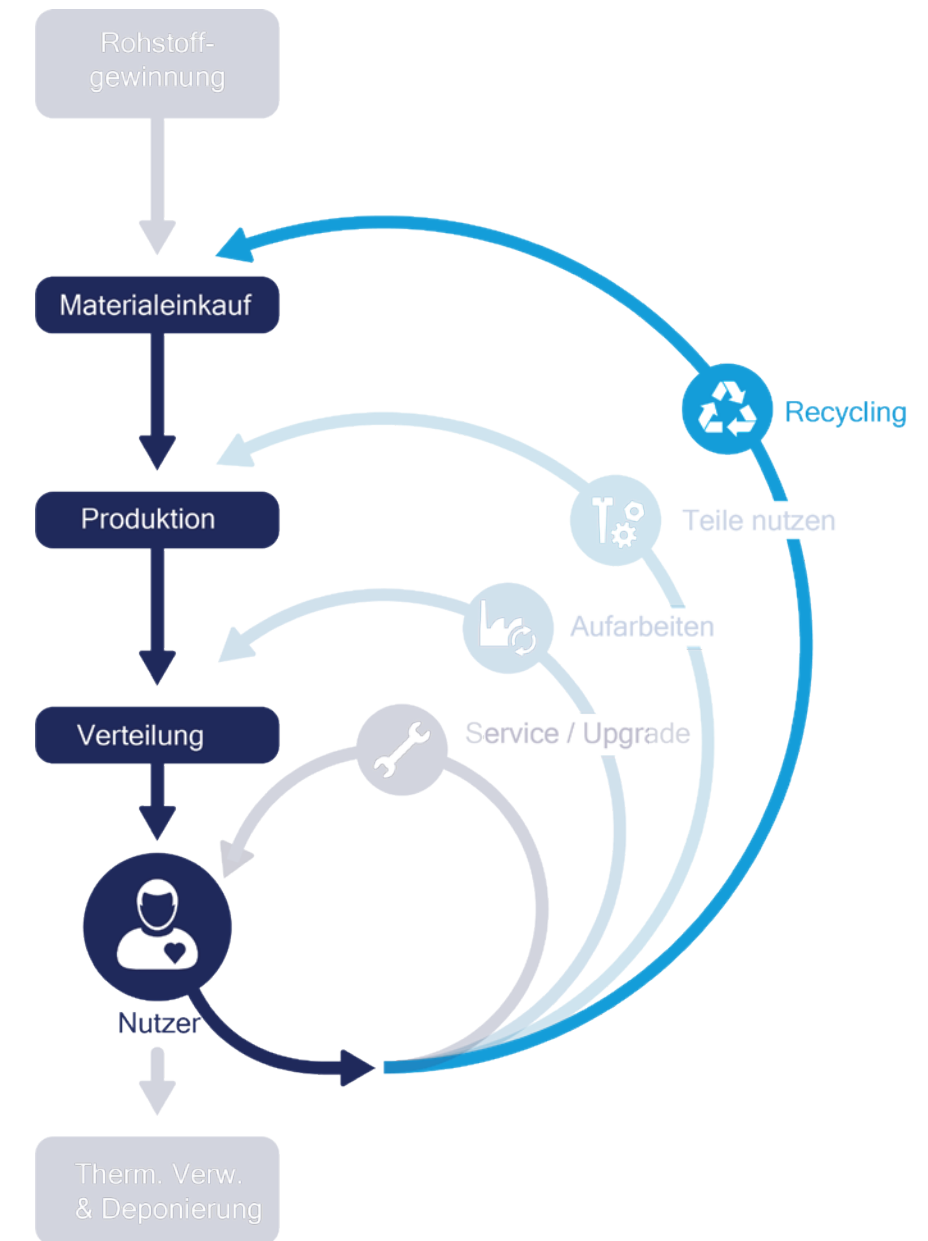 Rohstoff-
gewinnung
Materialeinkauf
Recycling
Produktion
Teile nutzen
Aufarbeiten
Verteilung
Service / Upgrade
Nutzer
Therm. Verw.
& Deponierung